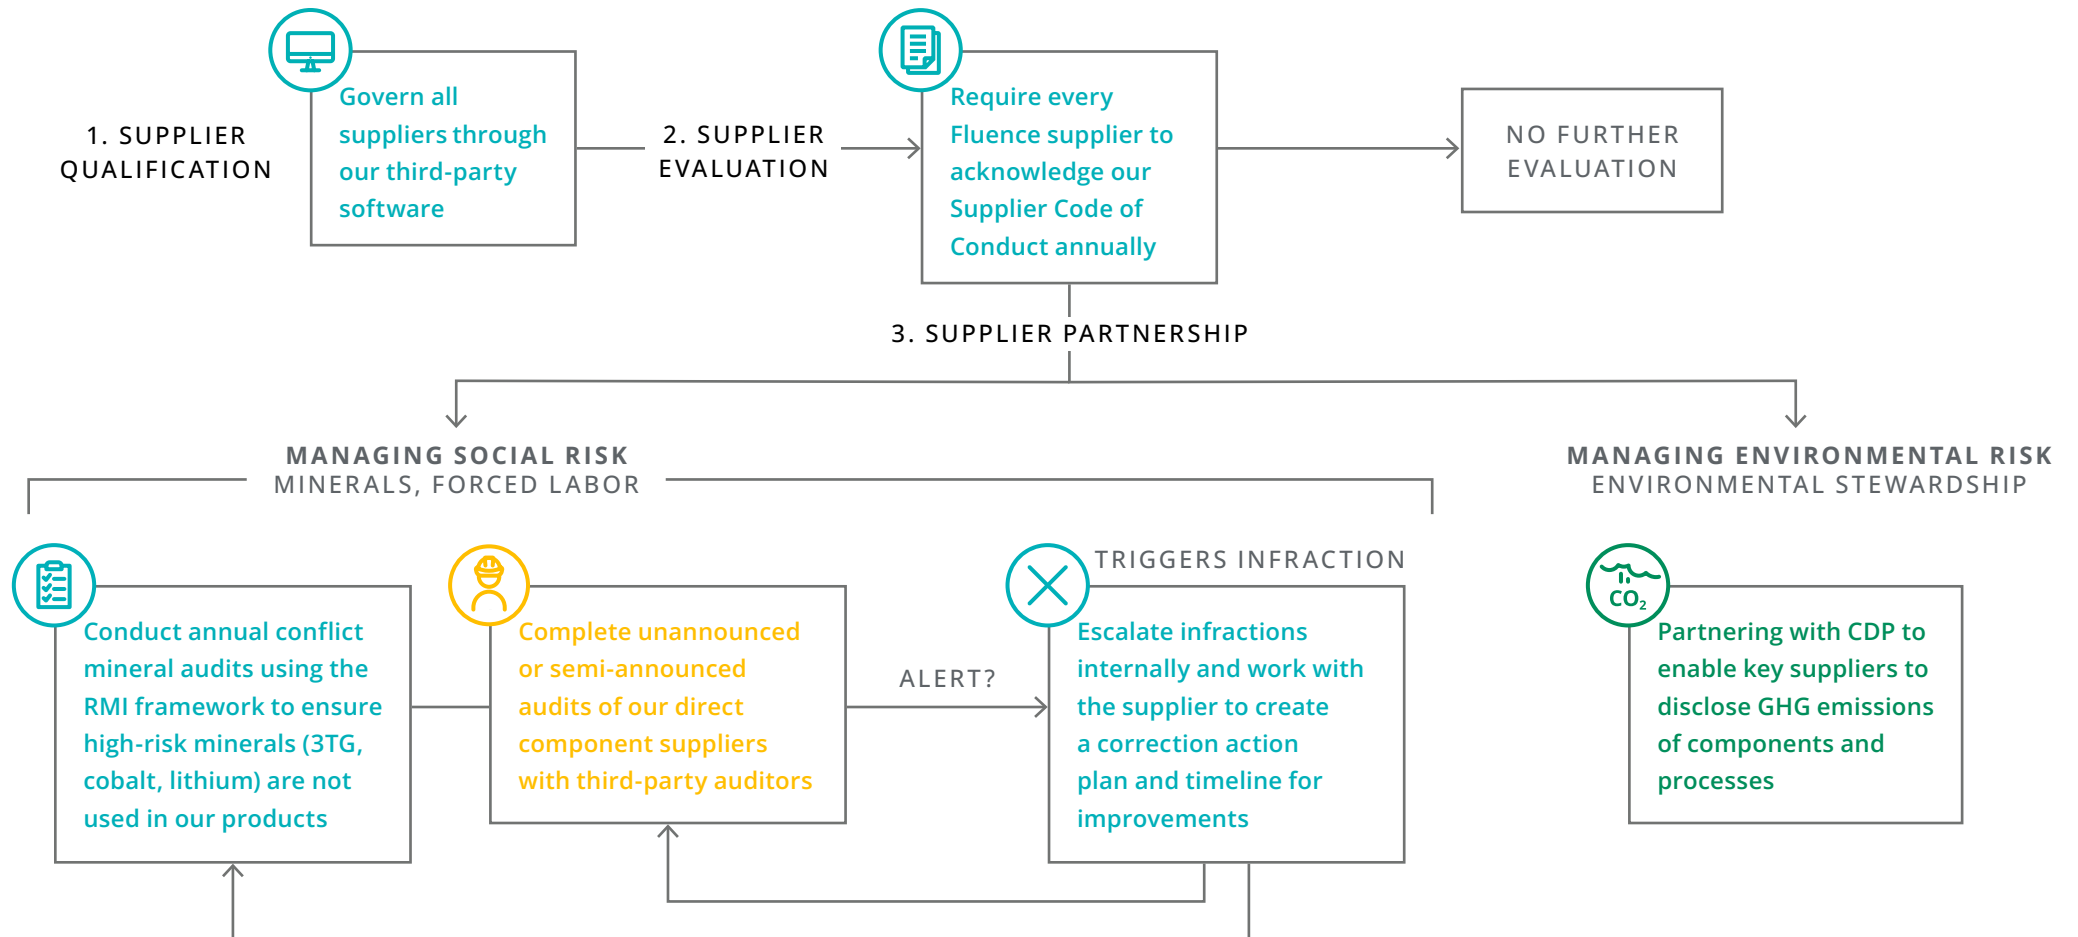 1. SUPPLIER
QUALIFICATION
Govern all
suppliers through
our third-party
software
2. SUPPLIER
EVALUATION
Require every
Fluence supplier to
acknowledge our
Supplier Code of
Conduct annually
NO FURTHER
EVALUATION
3. SUPPLIER PARTNERSHIP
MANAGING SOCIAL RISK
MINERALS, FORCED LABOR
MANAGING ENVIRONMENTAL RISK
ENVIRONMENTAL STEWARDSHIP
Conduct annual conflict
mineral audits using the
RMI framework to ensure
high-risk minerals (3TG,
cobalt, lithium) are not
used in our products
Complete unannounced
or semi-announced
audits of our direct
component suppliers
with third-party auditors
ALERT?
TRIGGERS INFRACTION
Escalate infractions
internally and work with
the supplier to create
a correction action
plan and timeline for
improvements
CO₂
Partnering with CDP to
enable key suppliers to
disclose GHG emissions
of components and
processes